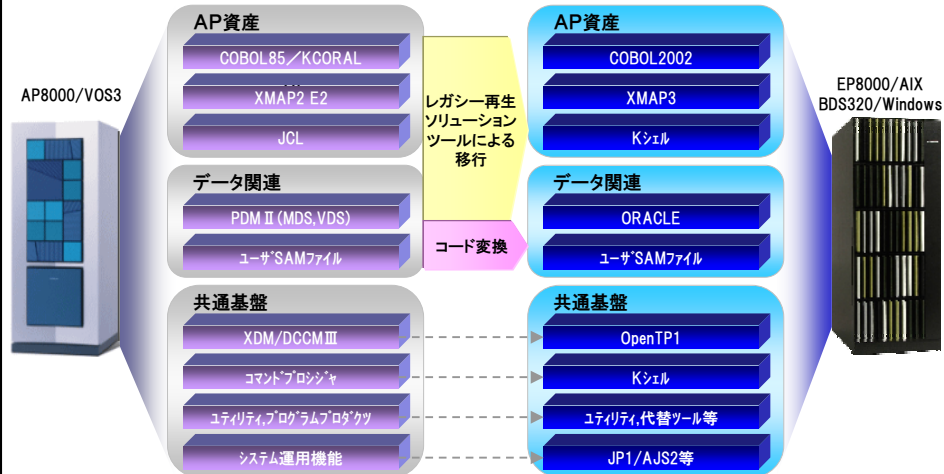 AP8000/VOS3
AP資産
COBOL85／KCORAL
XMAP2 E2
JCL
データ関連
PDMⅡ(MDS,VDS)
ユーザSAMファイル
共通基盤
XDM/DCCMⅢ
コマンドプロシジャ
ユティリティ,プログラムプロダクツ
システム運用機能
レガシー再生
ソリューション
ツールによる
移行
コード変換
AP資産
COBOL2002
XMAP3
Kシェル
データ関連
ORACLE
ユーザSAMファイル
共通基盤
OpenTP1
Kシェル
ユティリティ,代替ツール等
JP1/AJS2等
EP8000/AIX
BDS320/Windows